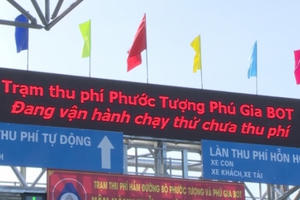 Trạm thu phí Phước Tượng Phú Gia BOT
Đang vận hành chạy thử chưa thu phí
THU PHÍ TỰ ĐỘNG
LÀN THU PHÍ HỖN H
XE CON
XE KHÁCH, XE TẢI
TRẠM THU PHÍ HẦM ĐƯỜNG BỘ PHƯỚC TƯỢNG VÀ PHÚ GIA BOT